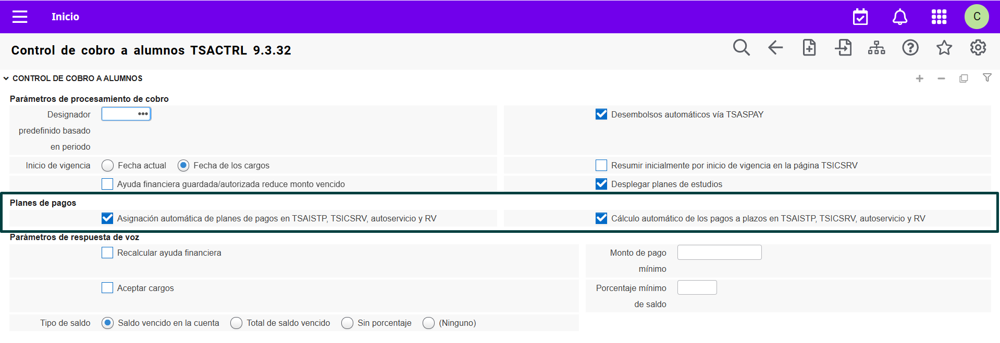 Inicio
C
Control de cobro a alumnos TSACTRL 9.3.32
CONTROL DE COBRO A ALUMNOS
Parámetros de procesamiento de cobro
Designador
predefinido basado
en periodo
Desembolsos automáticos vía TSASPAY
Inicio de vigencia Fecha actual Fecha de los cargos
Resumir inicialmente por inicio de vigencia en la página TSICSRV
Ayuda financiera guardada/autorizada reduce monto vencido
Desplegar planes de estudios
Planes de pagos
Asignación automática de planes de pagos en TSAISTP, TSICSRV, autoservicio y RV
Cálculo automático de los pagos a plazos en TSAISTP, TSICSRV, autoservicio y RV
Parámetros de respuesta de voz
Recalcular ayuda financiera
Monto de pago
mínimo
Aceptar cargos
Porcentaje mínimo
de saldo
Tipo de saldo Saldo vencido en la cuenta Total de saldo vencido Sin porcentaje (Ninguno)